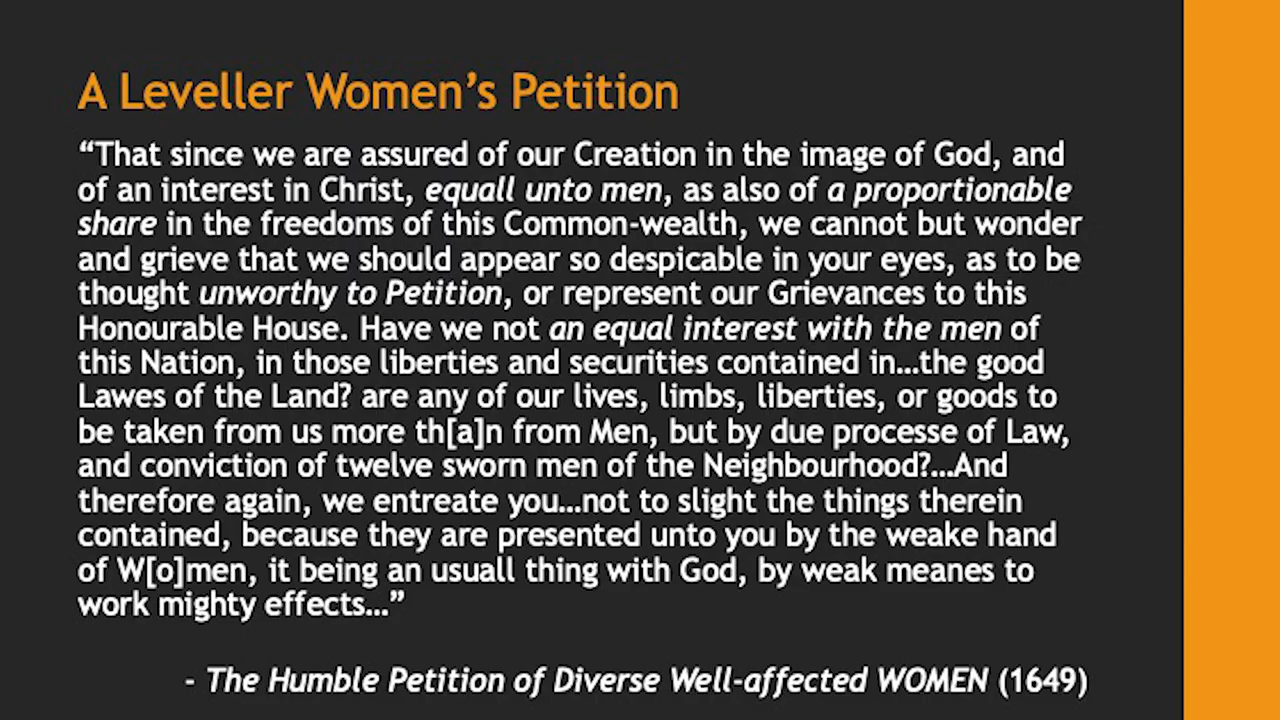 A Leveller Women’s Petition
“That since we are assured of our Creation in the image of God, and
of an interest in Christ, equall unto men, as also of a proportionable
share in the freedoms of this Common-wealth, we cannot but wonder
and grieve that we should appear so despicable in your eyes, as to be
thought unworthy to Petition, or represent our Grievances to this
Honourable House. Have we not an equal interest with the men of
this Nation, in those liberties and securities contained in…the good
Lawes of the Land? are any of our lives, limbs, liberties, or goods to
be taken from us more th[a]n from Men, but by due processe of Law,
and conviction of twelve sworn men of the Neighbourhood?…And
therefore again, we entreate you…not to slight the things therein
contained, because they are presented unto you by the weake hand
of W[o]men, it being an usuall thing with God, by weak meanes to
work mighty effects…”
- The Humble Petition of Diverse Well-affected WOMEN (1649)